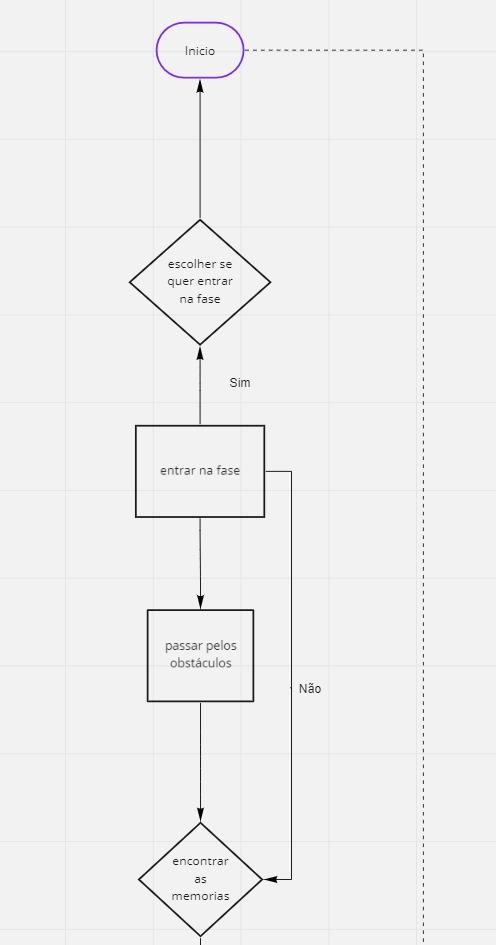 Inicio
escolher se
quer entrar
na fase
Sim
entrar na fase
passar pelos
obstáculos
Não
encontrar
as
memorias